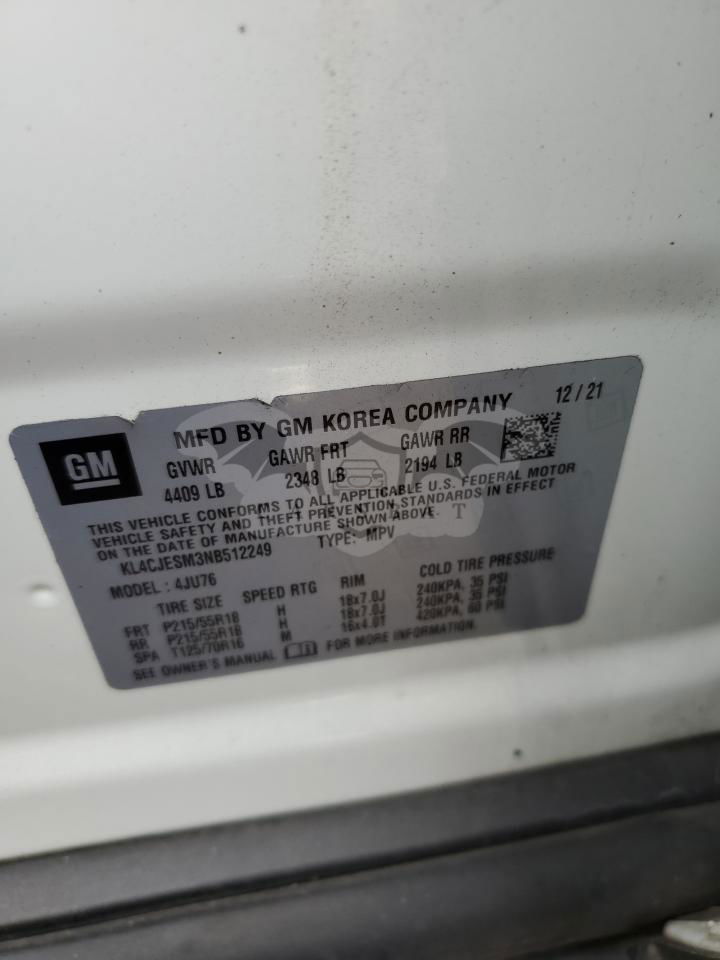 MFD BY GM KOREA COMPANY 12/21
GM
GVWR GAWR FRT GAWR RR
4409 LB 2348 LB 2194 LB
THIS VEHICLE CONFORMS TO ALL APPLICABLE U.S. FEDERAL MOTOR
VEHICLE SAFETY AND THEFT PREVENTION STANDARDS IN EFFECT
ON THE DATE OF MANUFACTURE SHOWN ABOVE.
KL4CJESM3NB512249 TYPE: MPV
MODEL: 4JU76
TIRE SIZE SPEED RTG RIM COLD TIRE PRESSURE
FRT P215/55R18 H 18x7.0J 240KPA, 35 PSI
RR P215/55R18 H 18x7.0J 240KPA, 35 PSI
SPA T125/70R16 M 16x4.0T 420KPA, 60 PSI
SEE OWNER'S MANUAL FOR MORE INFORMATION.